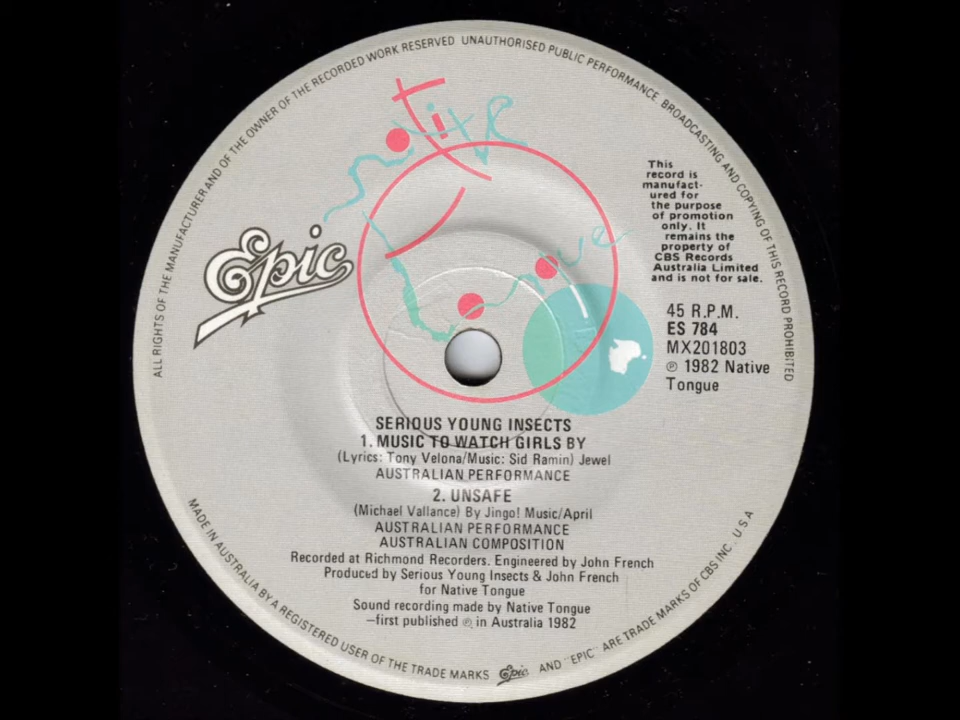 ALL RIGHTS OF THE MANUFACTURER AND OF THE OWNER OF THE RECORDED WORK RESERVED UNAUTHORISED PUBLIC PERFORMANCE BROADCASTING AND COPYING OF THIS RECORD PROHIBITED
native
tongue
Epic
This
record is
manufact-
ured for
the purpose
of promotion
only. It
remains the
property of
CBS Records
Australia Limited
and is not for sale.
45 R.P.M.
ES 784
MX201803
℗ 1982 Native
Tongue
SERIOUS YOUNG INSECTS
1. MUSIC TO WATCH GIRLS BY
(Lyrics: Tony Velona/Music: Sid Ramin) Jewel
AUSTRALIAN PERFORMANCE
2. UNSAFE
(Michael Vallance) By Jingo! Music/April
AUSTRALIAN PERFORMANCE
AUSTRALIAN COMPOSITION
Recorded at Richmond Recorders. Engineered by John French
Produced by Serious Young Insects & John French
for Native Tongue
Sound recording made by Native Tongue
–first published ℗ in Australia 1982
MADE IN AUSTRALIA BY A REGISTERED USER OF THE TRADE MARKS Epic AND "EPIC" ARE TRADE MARKS OF CBS INC. U S A